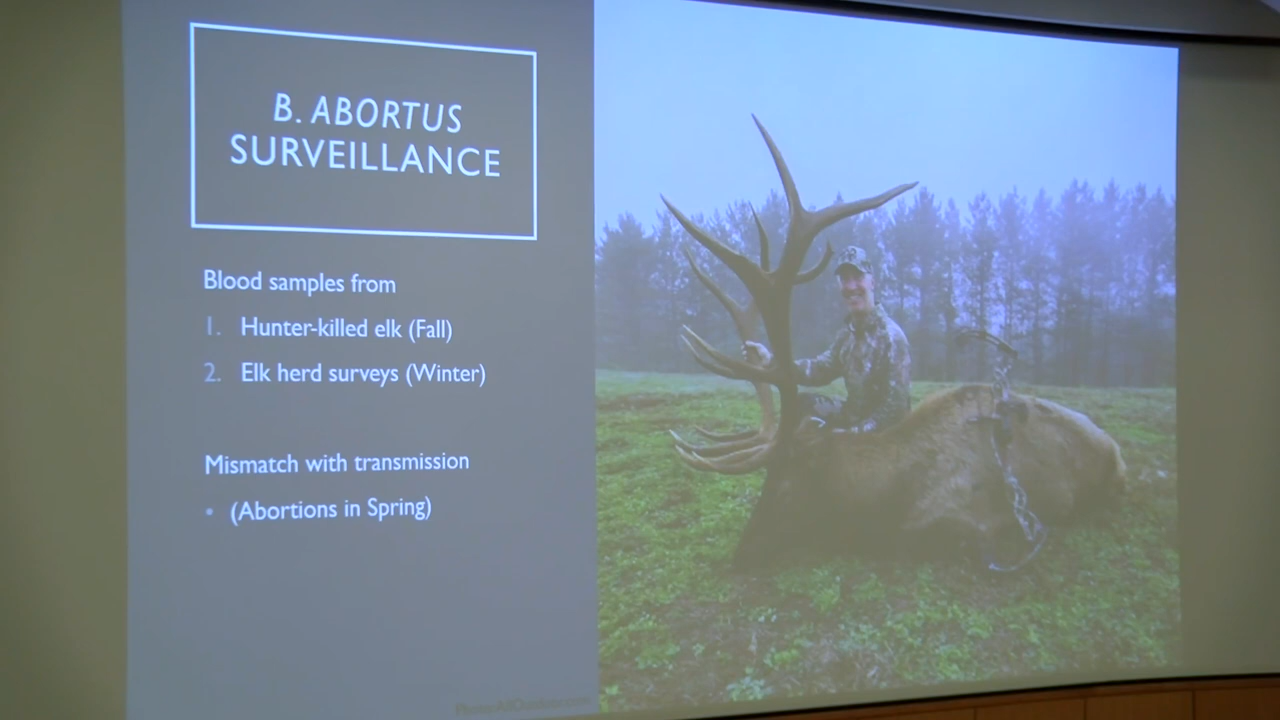 B. ABORTUS
SURVEILLANCE
Blood samples from
1. Hunter-killed elk (Fall)
2. Elk herd surveys (Winter)
Mismatch with transmission
• (Abortions in Spring)